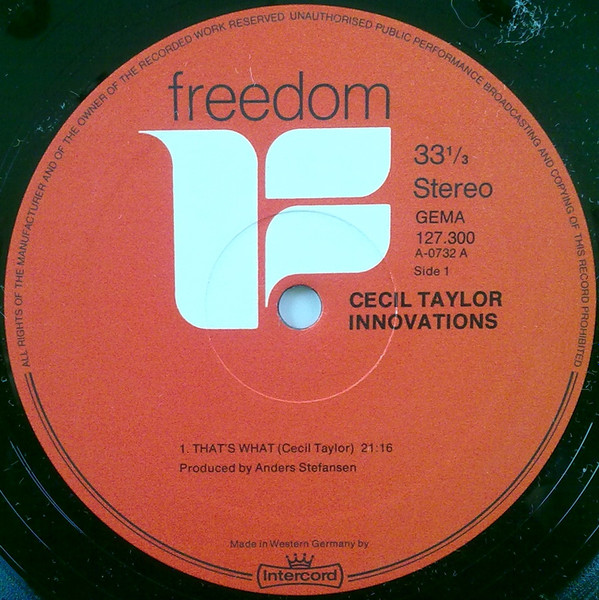 ALL RIGHTS OF THE MANUFACTURER AND OF THE OWNER OF THE RECORDED WORK RESERVED UNAUTHORISED PUBLIC PERFORMANCE BROADCASTING AND COPYING OF THIS RECORD PROHIBITED
freedom
33 1/3
Stereo
GEMA
127.300
A-0732 A
Side 1
CECIL TAYLOR
INNOVATIONS
1. THAT'S WHAT (Cecil Taylor) 21:16
Produced by Anders Stefansen
Made in Western Germany by
Intercord